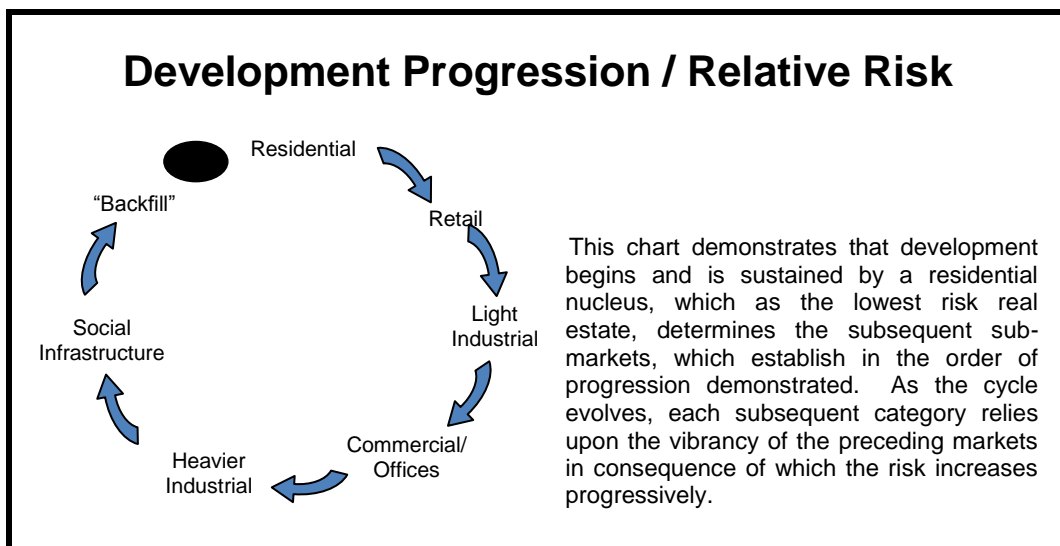 Development Progression / Relative Risk
Residential
Retail
Light
Industrial
Commercial/
Offices
Heavier
Industrial
Social
Infrastructure
“Backfill”
This chart demonstrates that development
begins and is sustained by a residential
nucleus, which as the lowest risk real
estate, determines the subsequent sub-
markets, which establish in the order of
progression demonstrated. As the cycle
evolves, each subsequent category relies
upon the vibrancy of the preceding markets
in consequence of which the risk increases
progressively.